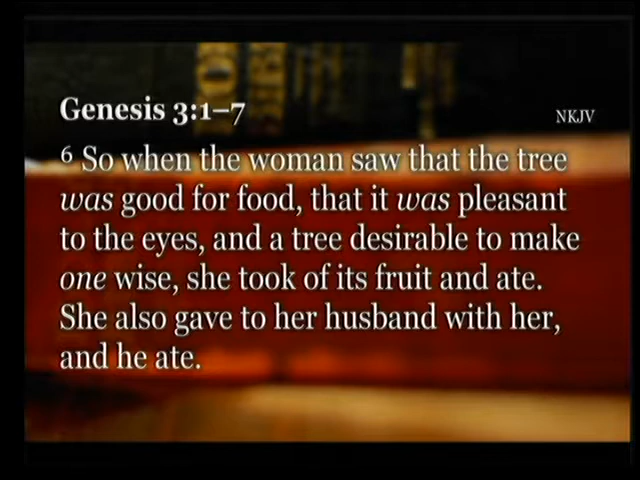 Genesis 3:1–7
NKJV
6 So when the woman saw that the tree
was good for food, that it was pleasant
to the eyes, and a tree desirable to make
one wise, she took of its fruit and ate.
She also gave to her husband with her,
and he ate.